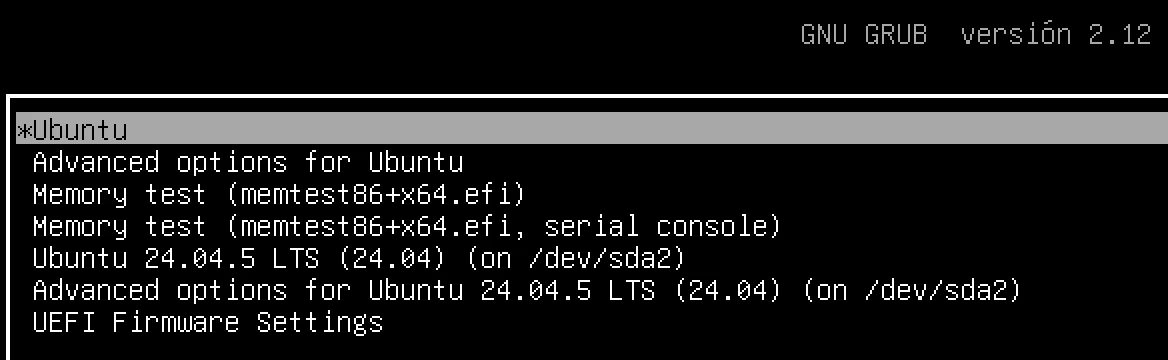 GNU GRUB  versión 2.12
*Ubuntu
Advanced options for Ubuntu
Memory test (memtest86+x64.efi)
Memory test (memtest86+x64.efi, serial console)
Ubuntu 24.04.5 LTS (24.04) (on /dev/sda2)
Advanced options for Ubuntu 24.04.5 LTS (24.04) (on /dev/sda2)
UEFI Firmware Settings